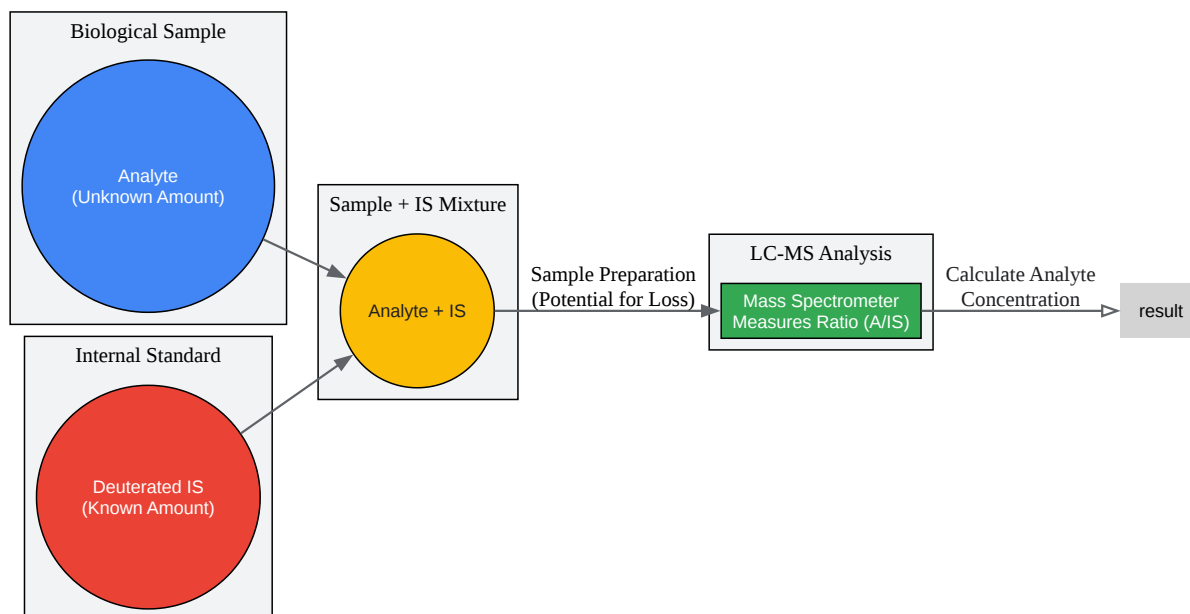 Biological Sample
Analyte
(Unknown Amount)
Internal Standard
Deuterated IS
(Known Amount)
Sample + IS Mixture
Analyte + IS
Sample Preparation
(Potential for Loss)
LC-MS Analysis
Mass Spectrometer
Measures Ratio (A/IS)
Calculate Analyte
Concentration
result